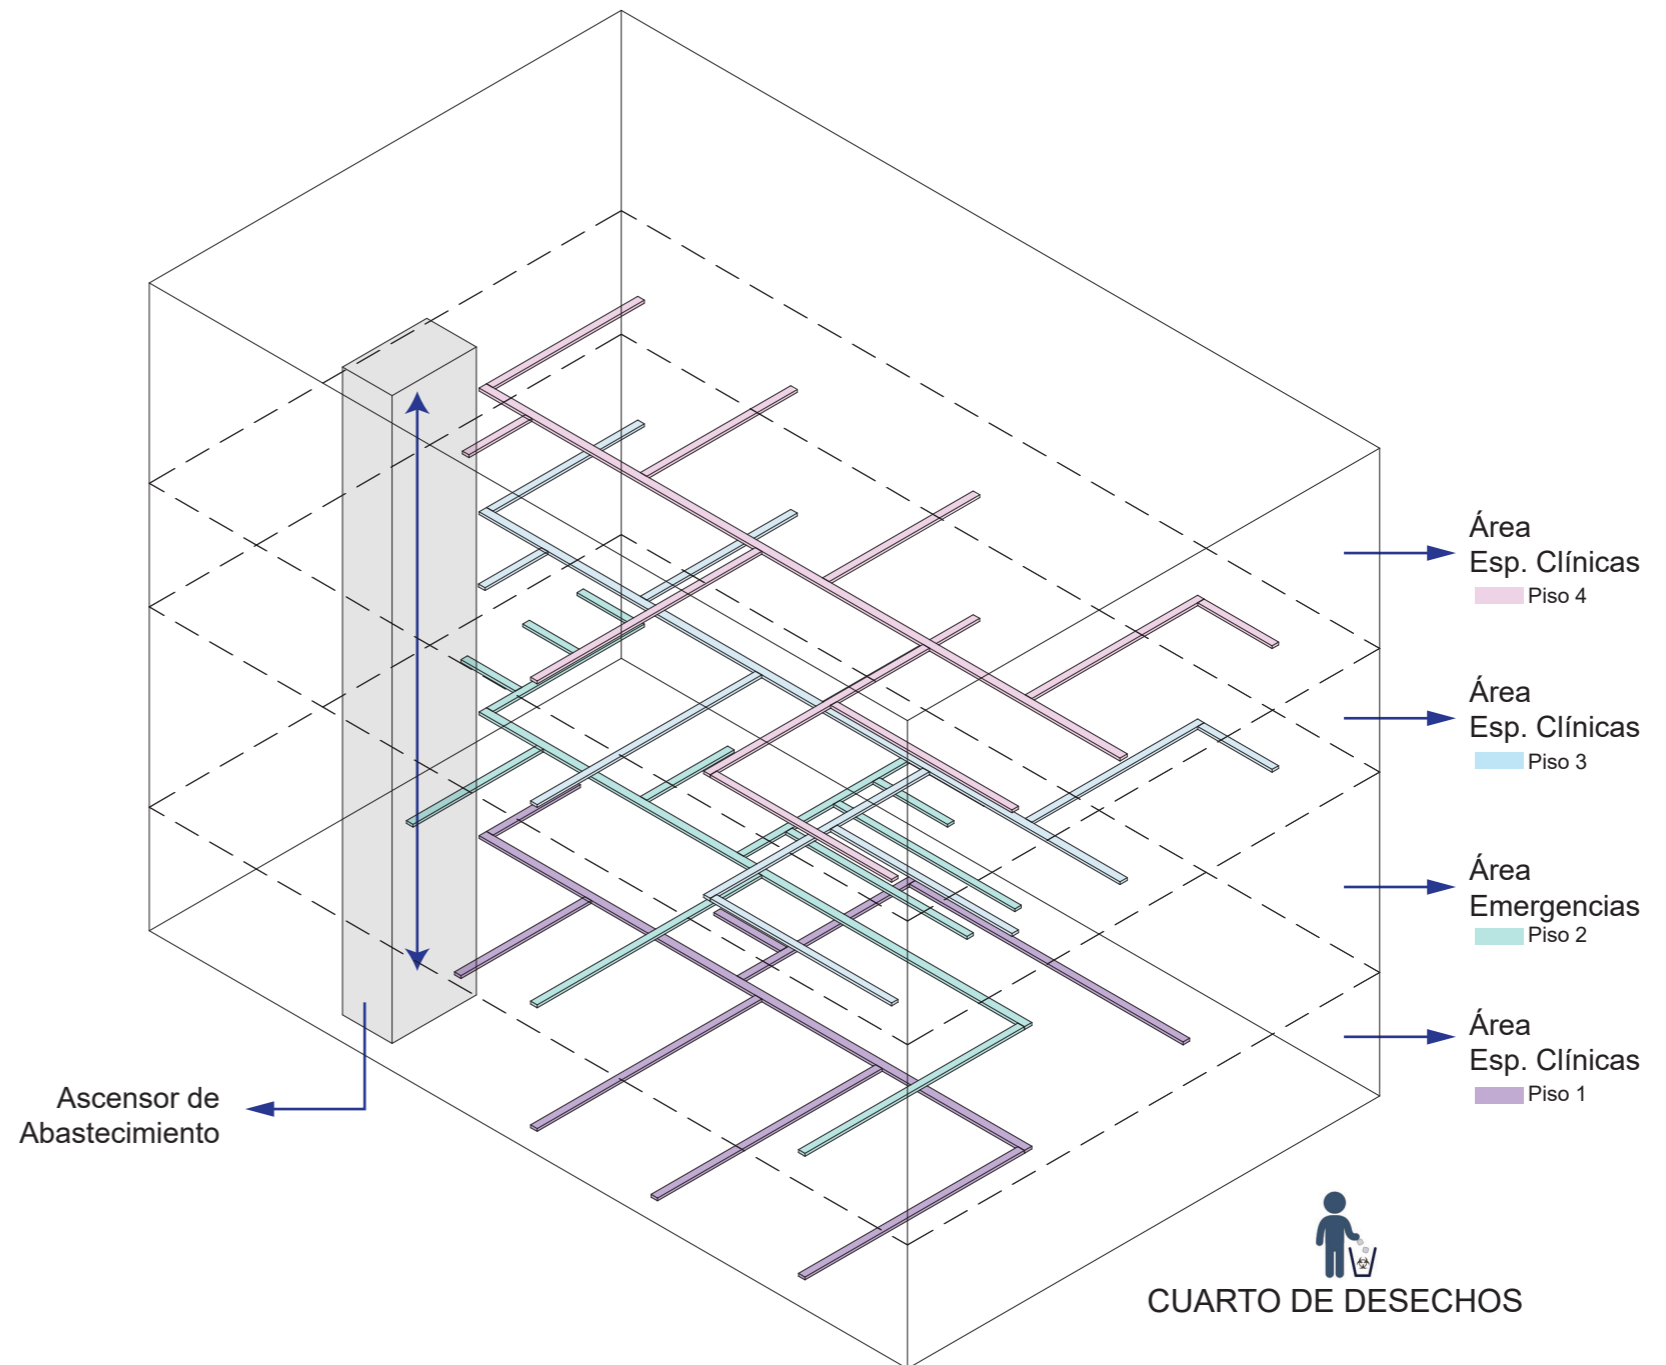 Área
Esp. Clínicas
Piso 4
Área
Esp. Clínicas
Piso 3
Área
Emergencias
Piso 2
Área
Esp. Clínicas
Piso 1
Ascensor de
Abastecimiento
CUARTO DE DESECHOS